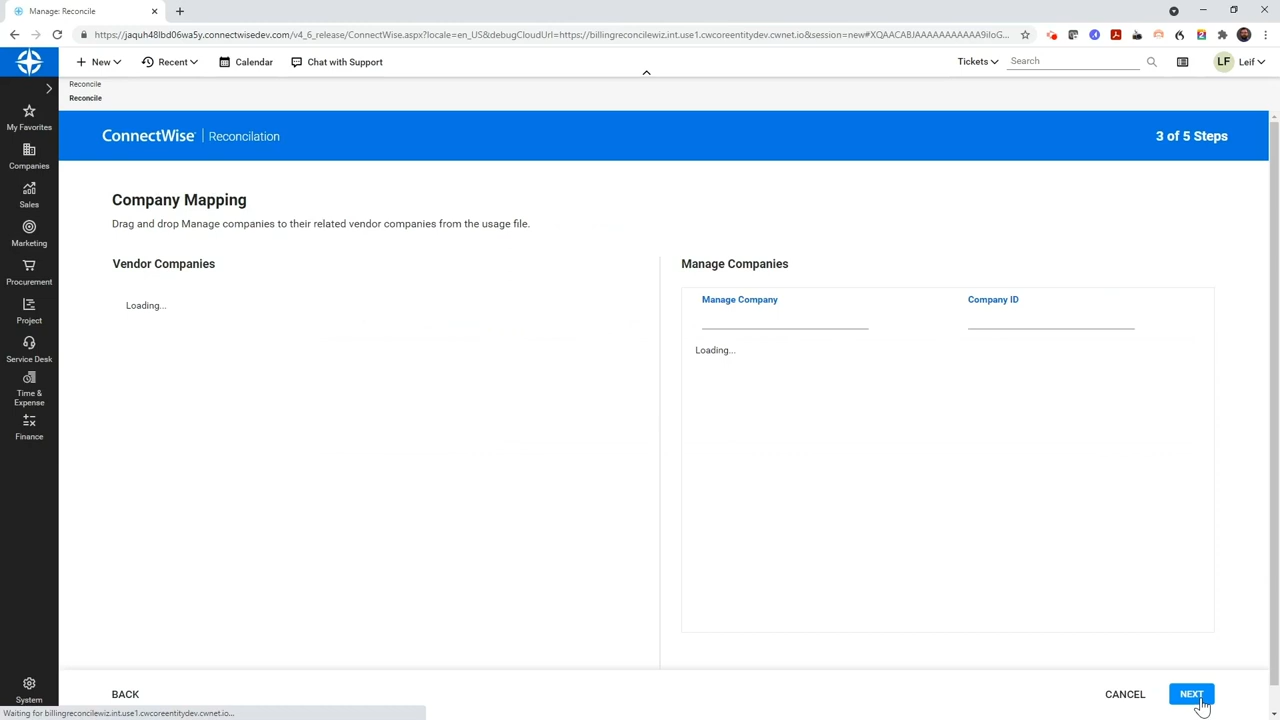 Manage: Reconcile
https://jaquh48lbd06wa5y.connectwisedev.com/v4_6_release/ConnectWise.aspx?locale=en_US&debugCloudUrl=https://billingreconcilewiz.int.use1.cwcoreentitydev.cwnet.io&session=new#XQAACABJAAAAAAAAAAA9iIoG...
New
Recent
Calendar
Chat with Support
Tickets
Search
LF
Leif
Reconcile
Reconcile
My Favorites
Companies
Sales
Marketing
Procurement
Project
Service Desk
Time &
Expense
Finance
System
ConnectWise | Reconcilation
3 of 5 Steps
Company Mapping
Drag and drop Manage companies to their related vendor companies from the usage file.
Vendor Companies
Loading...
Manage Companies
Manage Company
Company ID
Loading...
BACK
CANCEL
NEXT
Waiting for billingreconcilewiz.int.use1.cwcoreentitydev.cwnet.io...